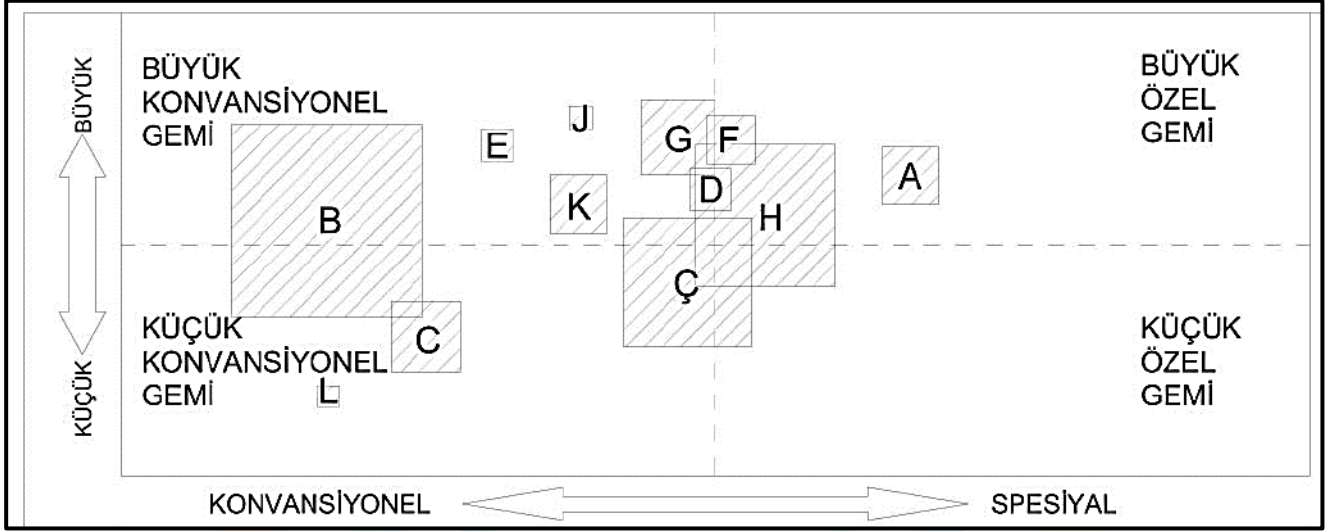 BÜYÜK
KÜÇÜK
BÜYÜK
KONVANSİYONEL
GEMİ
BÜYÜK
ÖZEL
GEMİ
J
E
G
F
A
D
K
H
B
Ç
C
L
KÜÇÜK
KONVANSİYONEL
GEMİ
KÜÇÜK
ÖZEL
GEMİ
KONVANSİYONEL
SPESİYAL